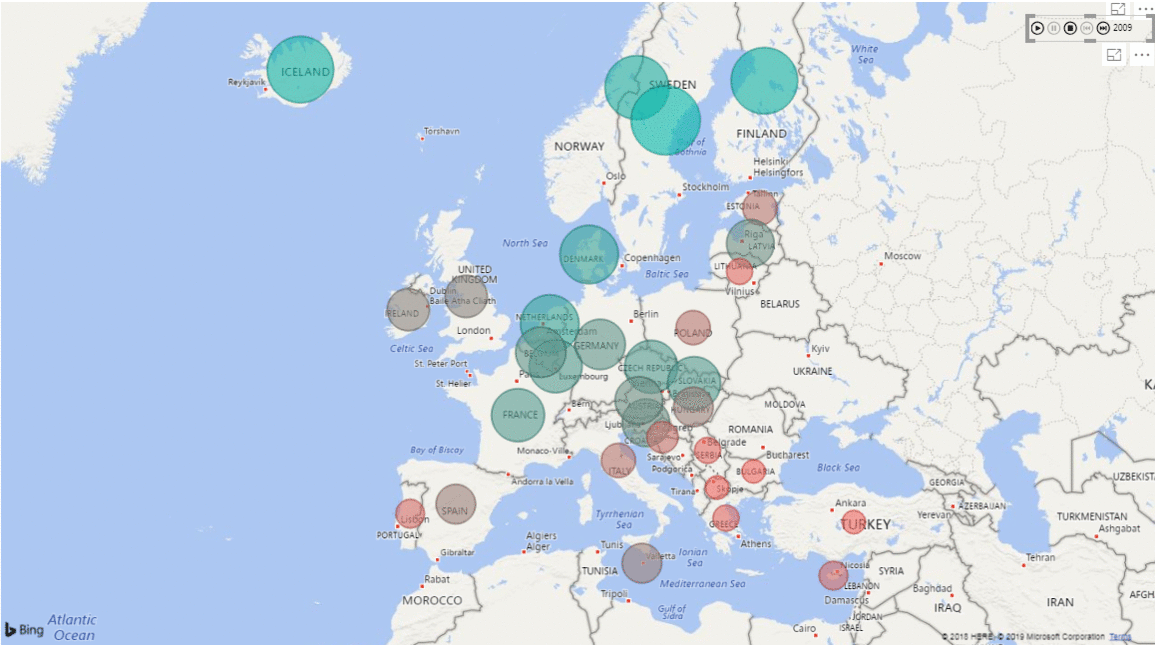 2009
White
Sea
ICELAND
Reykjavik
SWEDEN
Torshavn
FINLAND
NORWAY
Gulf of
Bothnia
Helsinki
Helsingfors
Oslo
Stockholm
Tallinn
ESTONIA
Riga
LATVIA
North Sea
DENMARK
Copenhagen
Moscow
LITHUANIA
UNITED
KINGDOM
Baltic Sea
Vilnius
Dublin
Baile Atha Cliath
IRELAND
BELARUS
NETHERLANDS
Berlin
London
Amsterdam
POLAND
Celtic Sea
GERMANY
BELGIUM
Kyiv
St. Peter Port
CZECH REPUBLIC
UKRAINE
St. Helier
Luxembourg
SLOVAKIA
Bern
AUSTRIA
HUNGARY
MOLDOVA
FRANCE
ROMANIA
Bay of Biscay
Monaco-Ville
Belgrade
SERBIA
Bucharest
Sarajevo
Podgorica
ITALY
BULGARIA
Black Sea
Andorra la Vella
GEORGIA
UZBEKIST
Tirana
Skopje
Ankara
Yerevan
AZERBAIJAN
SPAIN
Lisbon
PORTUGAL
Tyrrhenian
Sea
GREECE
TURKEY
TURKMENISTAN
Ashgabat
Athens
Algiers
Alger
Tunis
Ionian
Sea
Gibraltar
Valletta
Tehran
TUNISIA
Nicosia
SYRIA
Rabat
Mediterranean Sea
LEBANON
Baghdad
MOROCCO
Tripoli
Damascus
IRAQ
IRAN
AFGH
Gulf of
Sidra
JORDAN
Atlantic
Ocean
Cairo
ISRAEL
Bing
© 2018 HERE, © 2019 Microsoft Corporation Terms